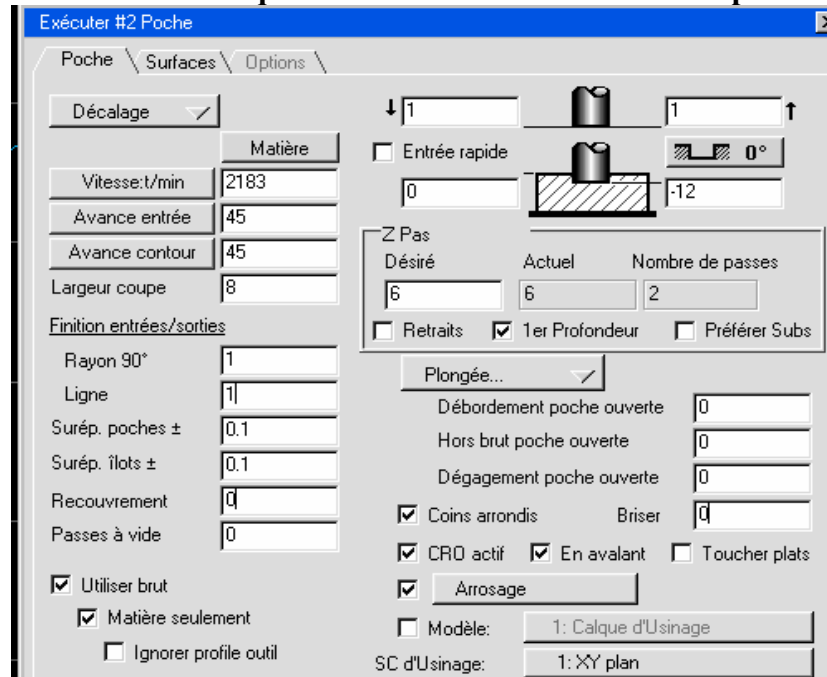 Exécuter #2 Poche
Poche Surfaces Options
Décalage
Matière
Vitesse:t/min 2183
Avance entrée 45
Avance contour 45
Largeur coupe 8
Finition entrées/sorties
Rayon 90° 1
Ligne 1
Surép. poches ± 0.1
Surép. îlots ± 0.1
Recouvrement 0
Passes à vide 0
Utiliser brut
Matière seulement
Ignorer profile outil
1 1
Entrée rapide 0°
0 -12
Z Pas
Désiré Actuel Nombre de passes
6 6 2
Retraits 1er Profondeur Préférer Subs
Plongée...
Débordement poche ouverte 0
Hors brut poche ouverte 0
Dégagement poche ouverte 0
Coins arrondis Briser 0
CRO actif En avalant Toucher plats
Arrosage
Modèle: 1: Calque d'Usinage
SC d'Usinage: 1: XY plan